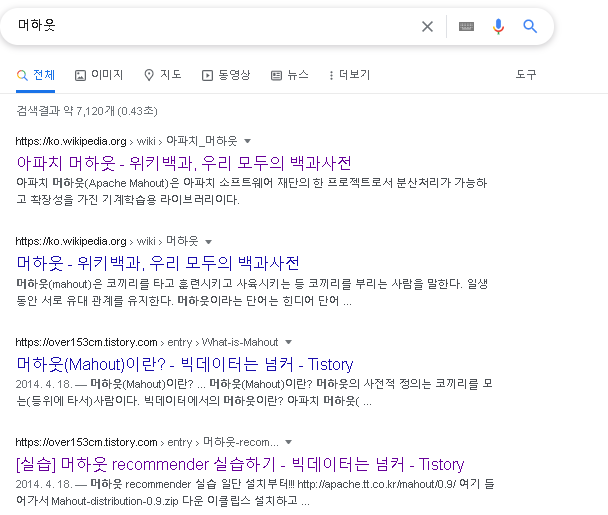 머하웃
전체 이미지 지도 동영상 뉴스 더보기 도구
검색결과 약 7,120개 (0.43초)
https://ko.wikipedia.org › wiki › 아파치_머하웃
아파치 머하웃 - 위키백과, 우리 모두의 백과사전
아파치 머하웃(Apache Mahout)은 아파치 소프트웨어 재단의 한 프로젝트로서 분산처리가 가능하
고 확장성을 가진 기계학습용 라이브러리이다.
https://ko.wikipedia.org › wiki › 머하웃
머하웃 - 위키백과, 우리 모두의 백과사전
머하웃(mahout)은 코끼리를 타고 훈련시키고 사육시키는 등 코끼리를 부리는 사람을 말한다. 일생
동안 서로 유대 관계를 유지한다. 머하웃이라는 단어는 힌디어 단어 ...
https://over153cm.tistory.com › entry › What-is-Mahout
머하웃(Mahout)이란? - 빅데이터는 넘커 - Tistory
2014. 4. 18. — 머하웃(Mahout)이란? ... 머하웃(Mahout)이란? 머하웃의 사전적 정의는 코끼리를 모
는(등위에 타서)사람이다. 빅데이터에서의 머하웃이란? 아파치 머하웃( ...
https://over153cm.tistory.com › entry › 머하웃-recom...
[실습] 머하웃 recommender 실습하기 - 빅데이터는 넘커 - Tistory
2014. 4. 18. — 머하웃 recommender 실습 일단 설치부터!!! http://apache.tt.co.kr/mahout/0.9/ 여기 들
어가서 Mahout-distribution-0.9.zip 다운 이클립스 설치하고 ...